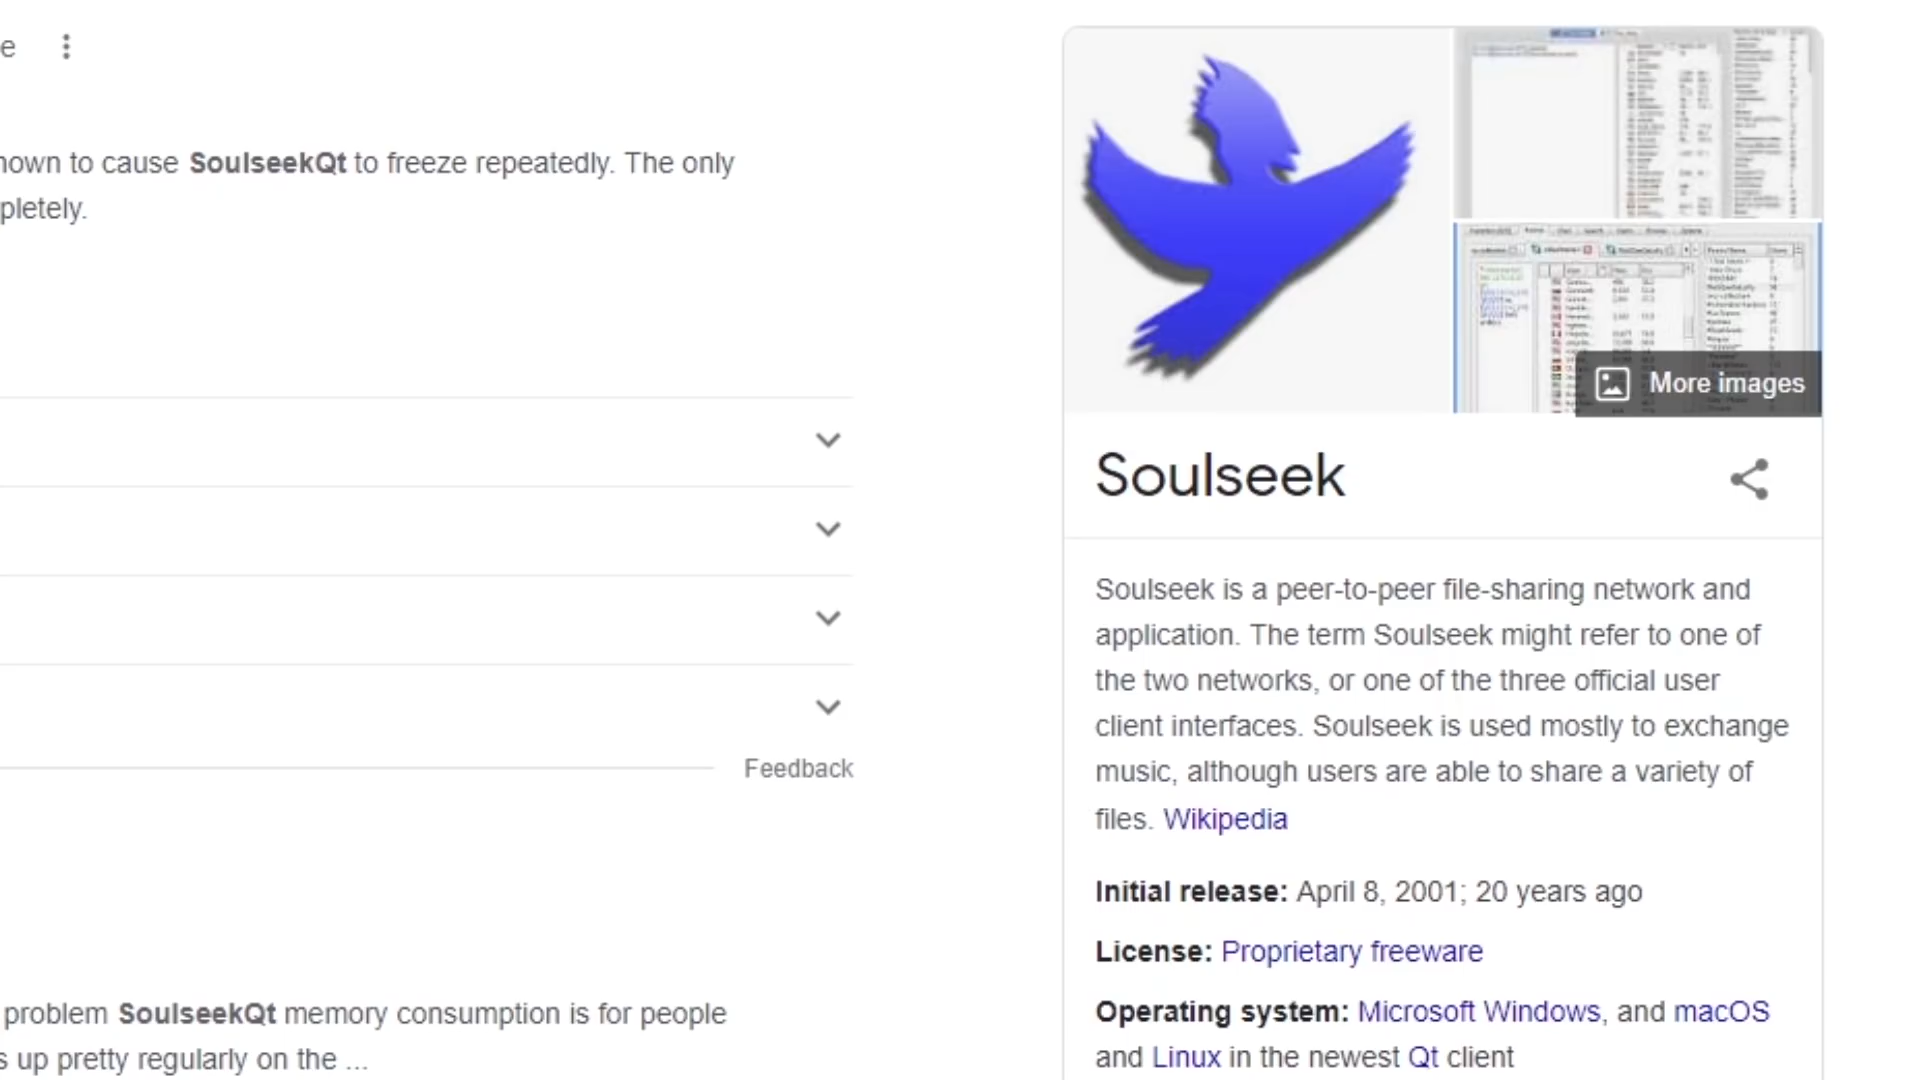 e
nown to cause SoulseekQt to freeze repeatedly. The only
pletely.
Feedback
problem SoulseekQt memory consumption is for people
s up pretty regularly on the ...
More images
Soulseek
Soulseek is a peer-to-peer file-sharing network and
application. The term Soulseek might refer to one of
the two networks, or one of the three official user
client interfaces. Soulseek is used mostly to exchange
music, although users are able to share a variety of
files. Wikipedia
Initial release: April 8, 2001; 20 years ago
License: Proprietary freeware
Operating system: Microsoft Windows, and macOS
and Linux in the newest Qt client